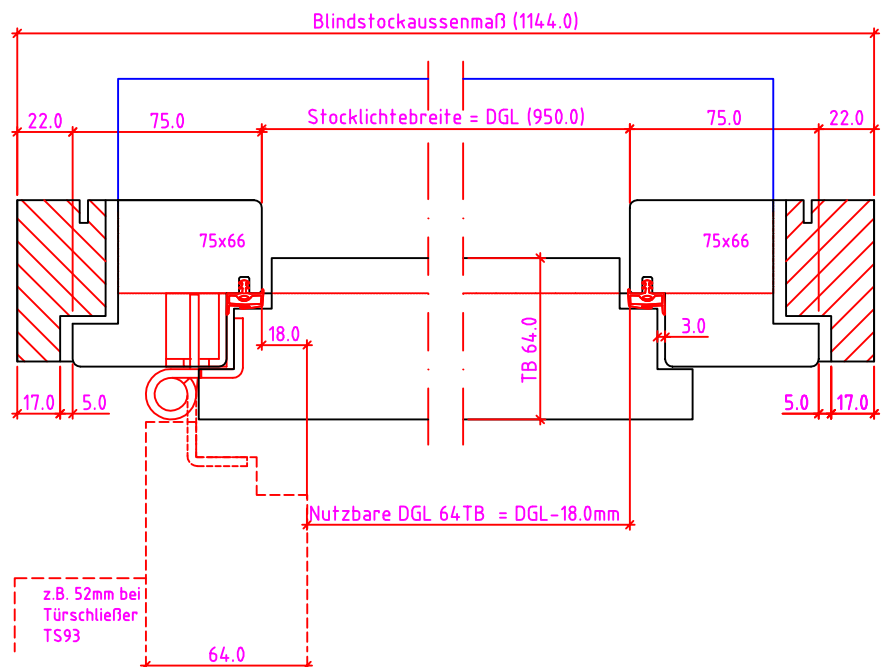 Blindstockaussenmaß (1144.0)
22.0
75.0
Stocklichtebreite = DGL (950.0)
75.0
22.0
75x66
75x66
18.0
TB 64.0
3.0
17.0
5.0
5.0
17.0
Nutzbare DGL 64TB = DGL-18.0mm
z.B. 52mm bei
Türschließer
TS93
64.0